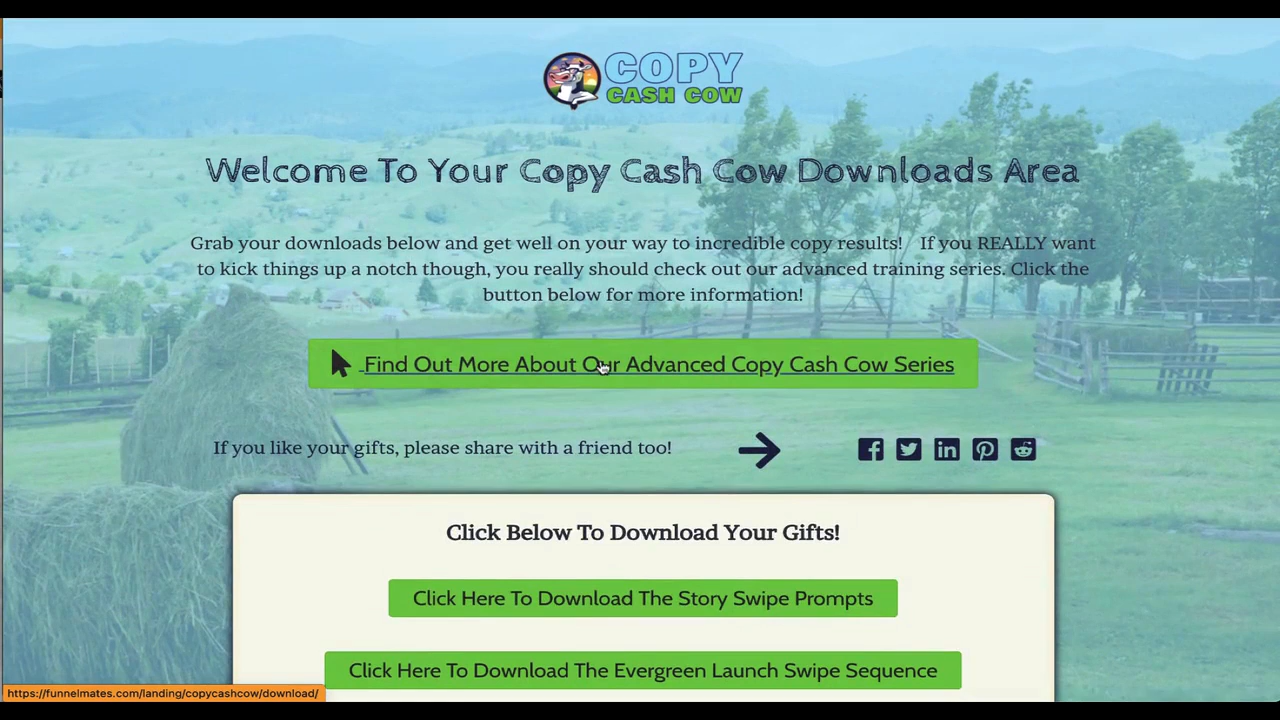 COPY
CASH COW
Welcome To Your Copy Cash Cow Downloads Area
Grab your downloads below and get well on your way to incredible copy results! If you REALLY want
to kick things up a notch though, you really should check out our advanced training series. Click the
button below for more information!
Find Out More About Our Advanced Copy Cash Cow Series
If you like your gifts, please share with a friend too!
Click Below To Download Your Gifts!
Click Here To Download The Story Swipe Prompts
Click Here To Download The Evergreen Launch Swipe Sequence
https://funnelmates.com/landing/copycashcow/download/